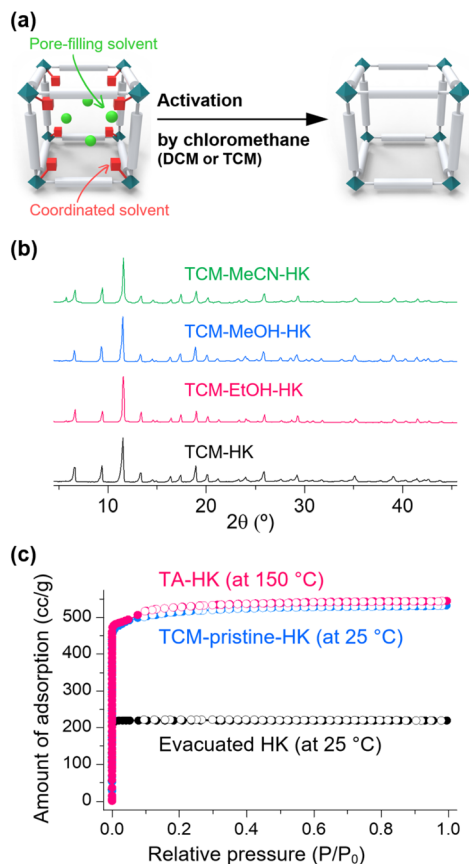 (a)
Pore-filling solvent
Activation
by chloromethane
(DCM or TCM)
Coordinated solvent
(b)
TCM-MeCN-HK
TCM-MeOH-HK
TCM-EtOH-HK
TCM-HK
10 20 30 40
2θ (º)
(c)
TA-HK (at 150 °C)
TCM-pristine-HK (at 25 °C)
Evacuated HK (at 25 °C)
500
400
300
200
100
0
Amount of adsorption (cc/g)
0.0 0.2 0.4 0.6 0.8 1.0
Relative pressure (P/P₀)